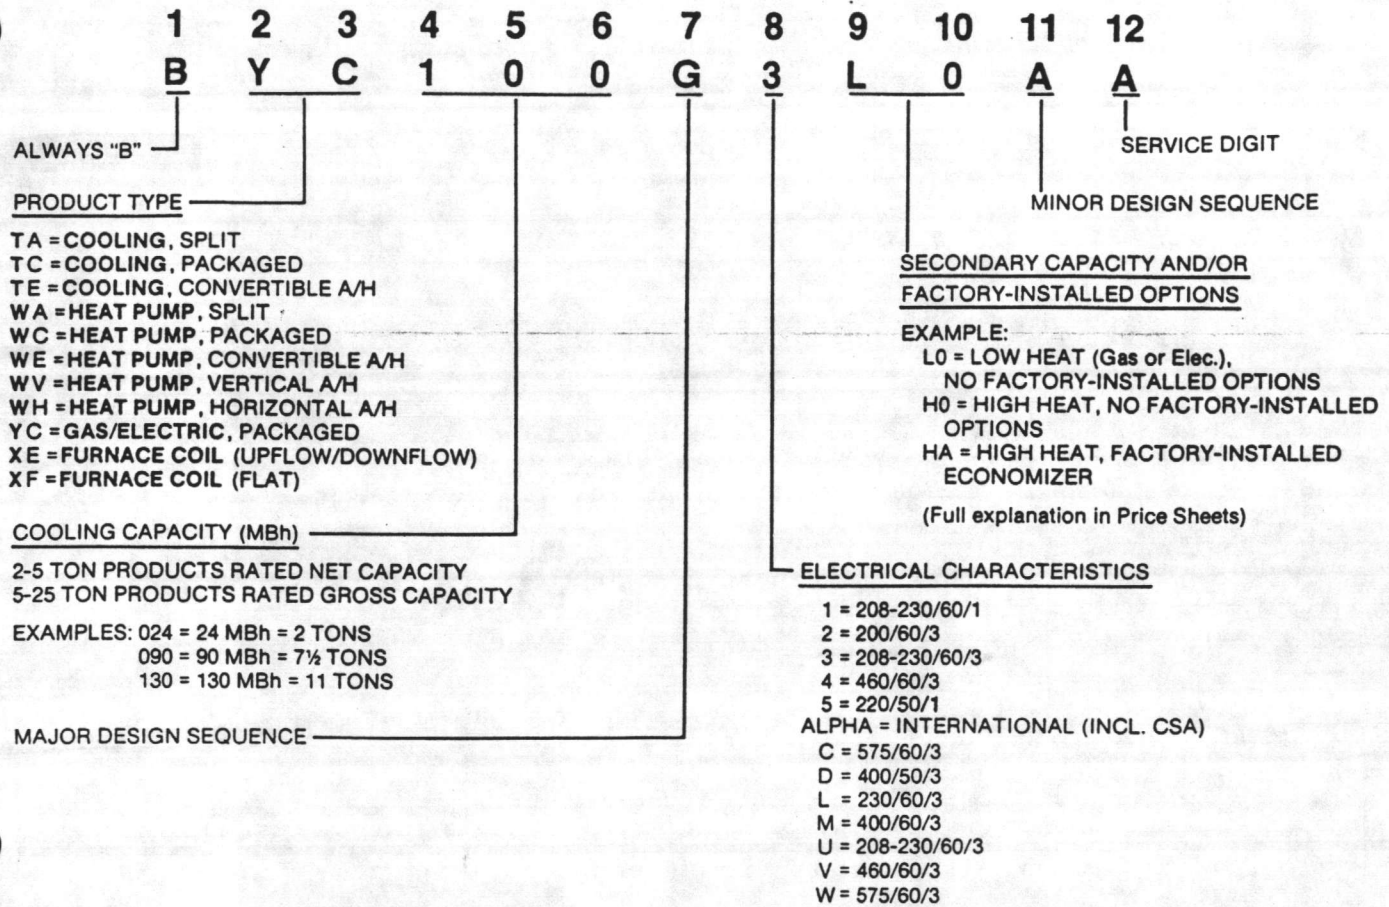 1 2 3 4 5 6 7 8 9 10 11 12
B Y C 1 0 0 G 3 L 0 A A
ALWAYS “B”
SERVICE DIGIT
MINOR DESIGN SEQUENCE
PRODUCT TYPE
TA = COOLING, SPLIT
TC = COOLING, PACKAGED
TE = COOLING, CONVERTIBLE A/H
WA = HEAT PUMP, SPLIT
WC = HEAT PUMP, PACKAGED
WE = HEAT PUMP, CONVERTIBLE A/H
WV = HEAT PUMP, VERTICAL A/H
WH = HEAT PUMP, HORIZONTAL A/H
YC = GAS/ELECTRIC, PACKAGED
XE = FURNACE COIL (UPFLOW/DOWNFLOW)
XF = FURNACE COIL (FLAT)
SECONDARY CAPACITY AND/OR
FACTORY-INSTALLED OPTIONS
EXAMPLE:
L0 = LOW HEAT (Gas or Elec.),
NO FACTORY-INSTALLED OPTIONS
H0 = HIGH HEAT, NO FACTORY-INSTALLED
OPTIONS
HA = HIGH HEAT, FACTORY-INSTALLED
ECONOMIZER
(Full explanation in Price Sheets)
COOLING CAPACITY (MBh)
2-5 TON PRODUCTS RATED NET CAPACITY
5-25 TON PRODUCTS RATED GROSS CAPACITY
EXAMPLES: 024 = 24 MBh = 2 TONS
090 = 90 MBh = 7½ TONS
130 = 130 MBh = 11 TONS
MAJOR DESIGN SEQUENCE
ELECTRICAL CHARACTERISTICS
1 = 208-230/60/1
2 = 200/60/3
3 = 208-230/60/3
4 = 460/60/3
5 = 220/50/1
ALPHA = INTERNATIONAL (INCL. CSA)
C = 575/60/3
D = 400/50/3
L = 230/60/3
M = 400/60/3
U = 208-230/60/3
V = 460/60/3
W = 575/60/3